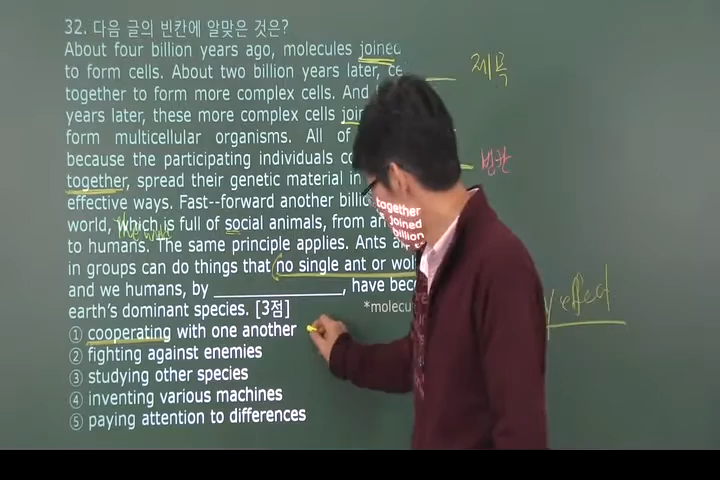 32. 다음 글의 빈칸에 알맞은 것은?
About four billion years ago, molecules joined
to form cells. About two billion years later,
together to form more complex cells. And
years later, these more complex cells
form multicellular organisms. All of
because the participating individuals
together, spread their genetic material in
effective ways. Fast--forward another
world, which is full of social animals, from
to humans. The same principle applies. Ants
in groups can do things that no single ant or
and we humans, by ____________, have
earth's dominant species. [3점]
① cooperating with one another
② fighting against enemies
③ studying other species
④ inventing various machines
⑤ paying attention to differences
제목
together
joined
billion